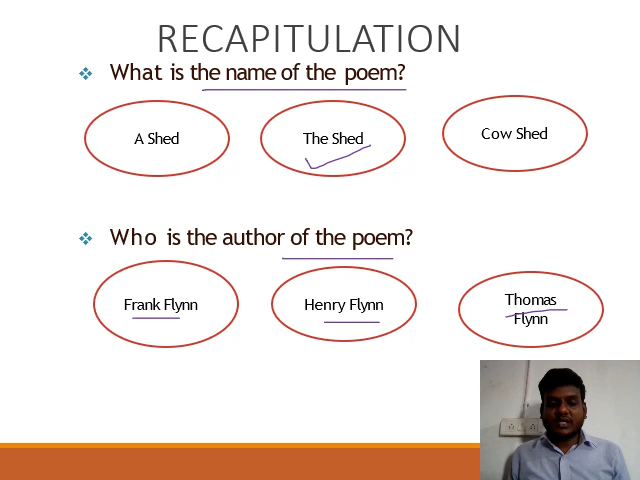 RECAPITULATION
What is the name of the poem?
A Shed
The Shed
Cow Shed
Who is the author of the poem?
Frank Flynn
Henry Flynn
Thomas
Flynn